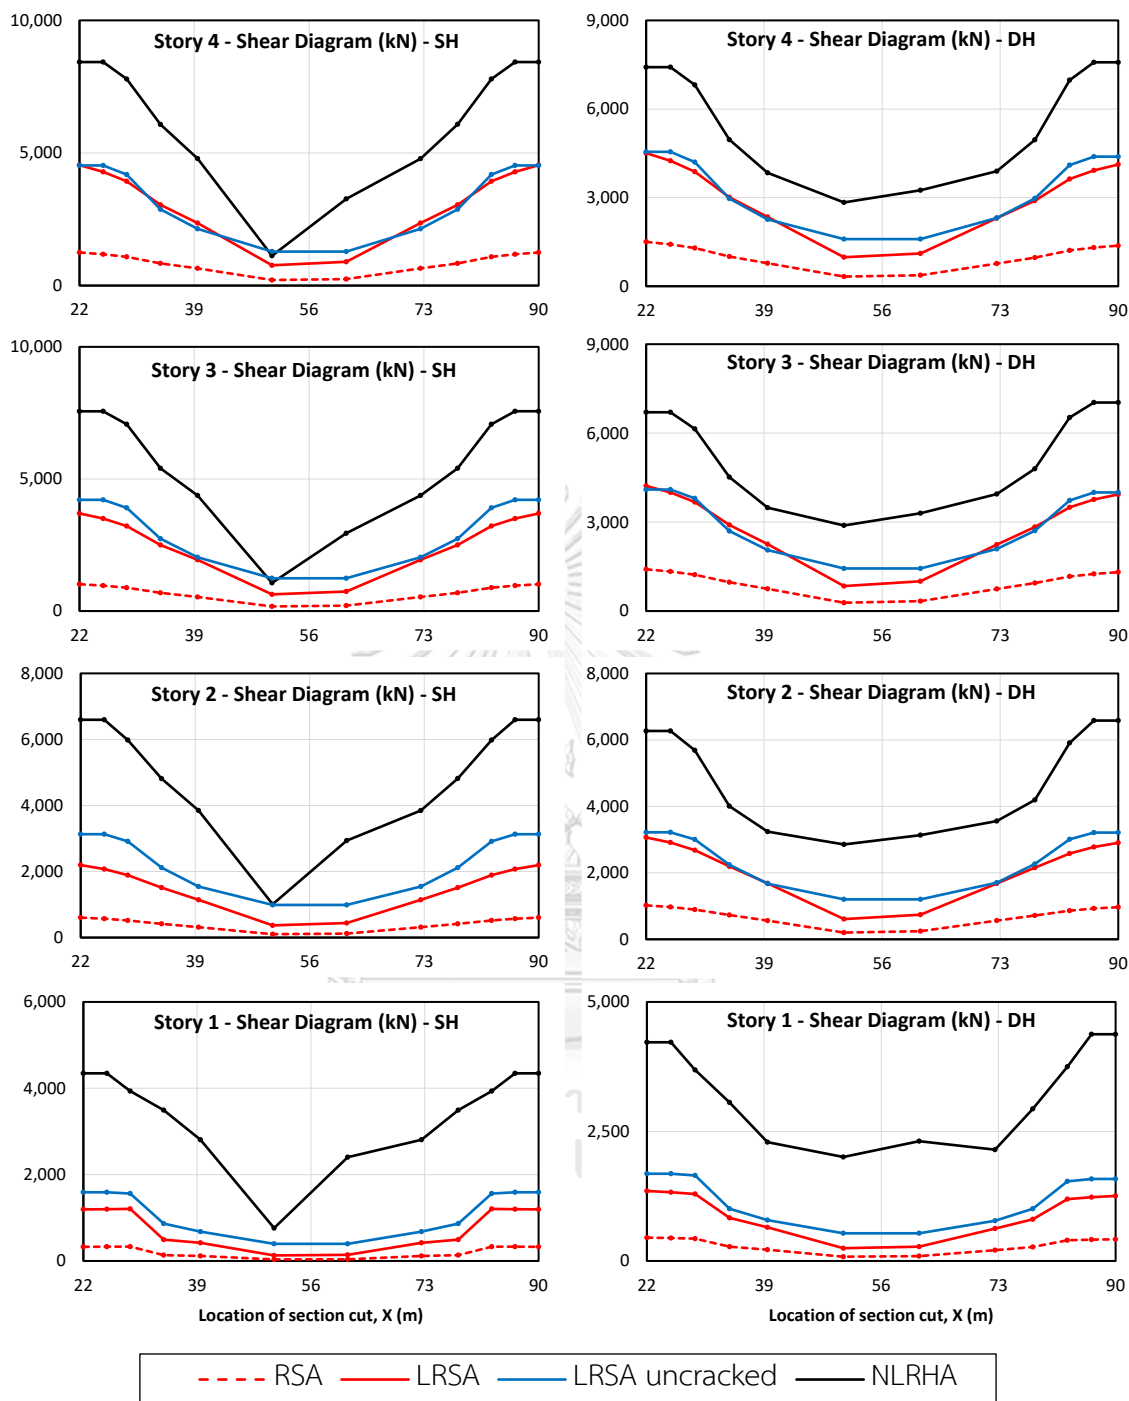 Story 4 - Shear Diagram (kN) - SH
10,000
5,000
0
22 39 56 73 90
Story 4 - Shear Diagram (kN) - DH
9,000
6,000
3,000
0
22 39 56 73 90
Story 3 - Shear Diagram (kN) - SH
10,000
5,000
0
22 39 56 73 90
Story 3 - Shear Diagram (kN) - DH
9,000
6,000
3,000
0
22 39 56 73 90
Story 2 - Shear Diagram (kN) - SH
8,000
6,000
4,000
2,000
0
22 39 56 73 90
Story 2 - Shear Diagram (kN) - DH
8,000
6,000
4,000
2,000
0
22 39 56 73 90
Story 1 - Shear Diagram (kN) - SH
6,000
4,000
2,000
0
22 39 56 73 90
Location of section cut, X (m)
Story 1 - Shear Diagram (kN) - DH
5,000
2,500
0
22 39 56 73 90
Location of section cut, X (m)
RSA LRSA LRSA uncracked NLRHA